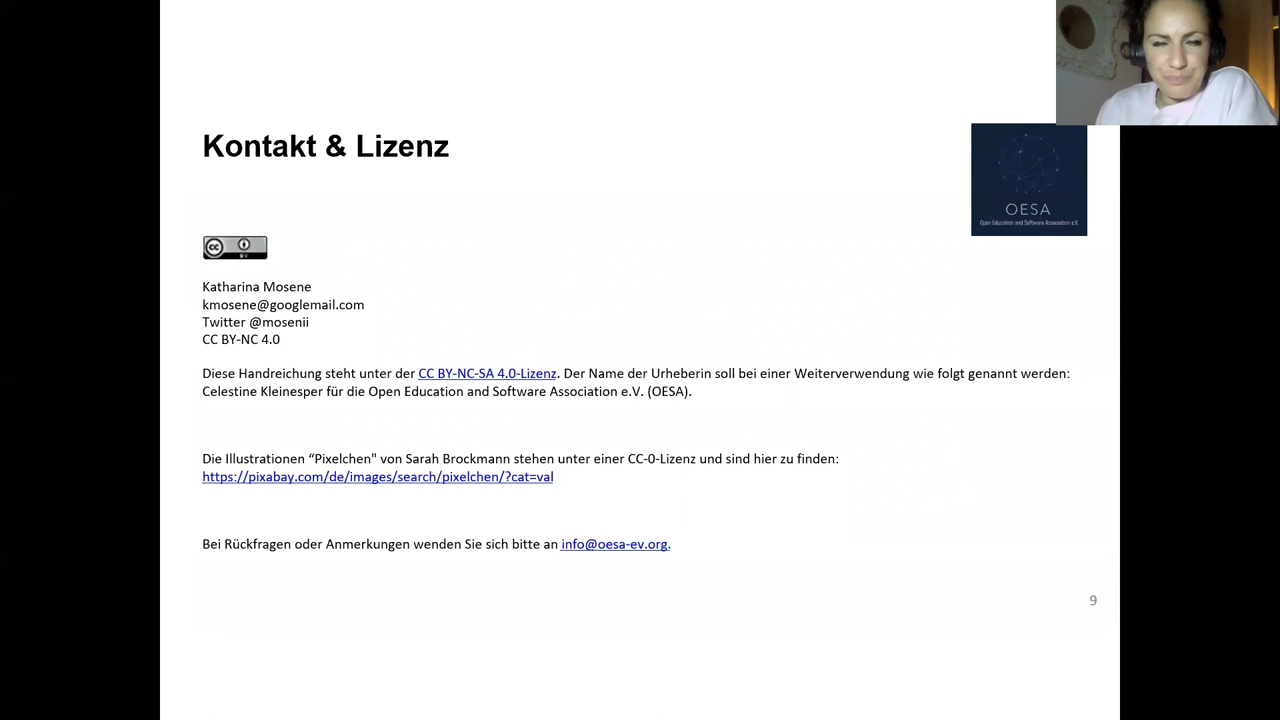 Kontakt & Lizenz
OESA
Open Education and Software Association e.V.
cc
BY
Katharina Mosene
kmosene@googlemail.com
Twitter @mosenii
CC BY-NC 4.0
Diese Handreichung steht unter der CC BY-NC-SA 4.0-Lizenz. Der Name der Urheberin soll bei einer Weiterverwendung wie folgt genannt werden:
Celestine Kleinesper für die Open Education and Software Association e.V. (OESA).
Die Illustrationen “Pixelchen" von Sarah Brockmann stehen unter einer CC-0-Lizenz und sind hier zu finden:
https://pixabay.com/de/images/search/pixelchen/?cat=val
Bei Rückfragen oder Anmerkungen wenden Sie sich bitte an info@oesa-ev.org.
9